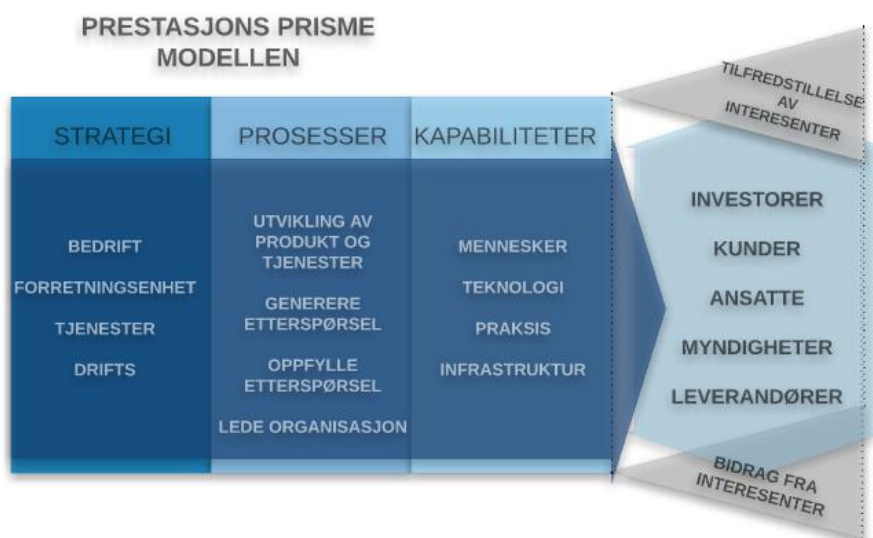 PRESTASJONS PRISME
MODELLEN
STRATEGI
BEDRIFT
FORRETNINGSENHET
TJENESTER
DRIFTS
PROSESSER
UTVIKLING AV
PRODUKT OG
TJENESTER
GENERERE
ETTERSPØRSEL
OPPFYLLE
ETTERSPØRSEL
LEDE ORGANISASJON
KAPABILITETER
MENNESKER
TEKNOLOGI
PRAKSIS
INFRASTRUKTUR
TILFREDSTILLELSE
AV
INTERESENTER
INVESTORER
KUNDER
ANSATTE
MYNDIGHETER
LEVERANDØRER
BIDRAG FRA
INTERESENTER